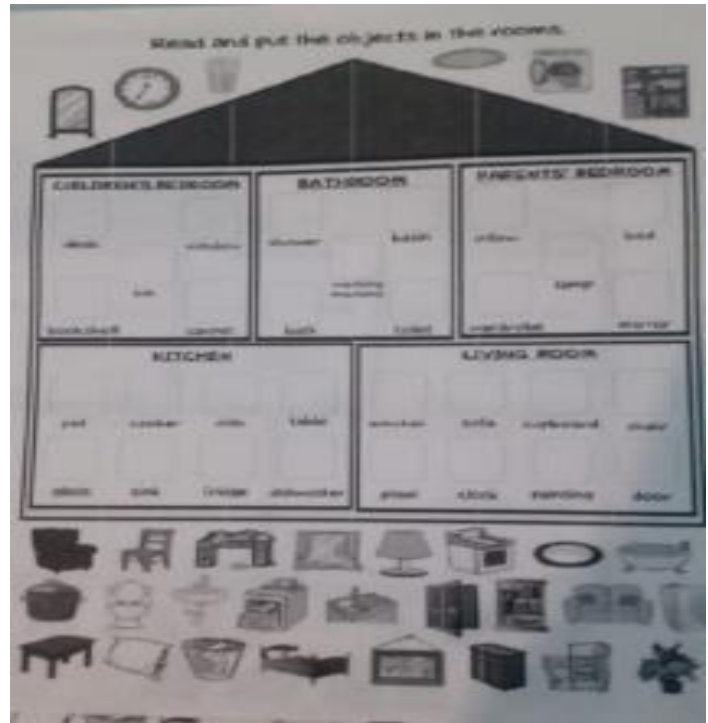 Read and put the objects in the rooms.
CHILDREN'S BEDROOM
desk window
bookshelf carpet
BATHROOM
shower basin
washing machine
bath toilet
PARENTS' BEDROOM
pillow bed
lamp
wardrobe mirror
KITCHEN
pot cooker table
glass sink fridge dishwasher
LIVING ROOM
armchair sofa cupboard chair
plant clock painting door